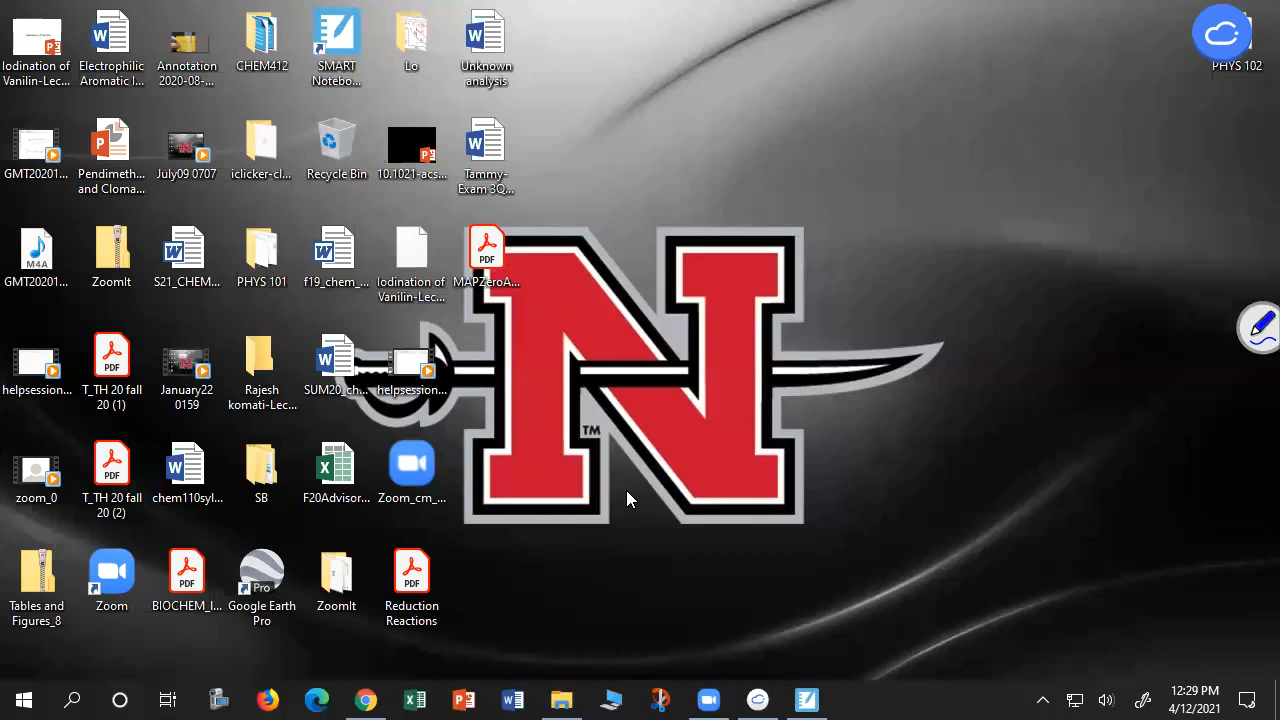 Iodination of
Vanilin-Lec...
Electrophilic
Aromatic I...
Annotation
2020-08-...
CHEM412
SMART
Notebo...
Lo
Unknown
analysis
PHYS 102
GMT20201...
Pendimeth...
and Cloma...
July09 0707
iclicker-cl...
Recycle Bin
10.1021-acs...
Tammy-
Exam 3Q...
GMT20201...
ZoomIt
S21_CHEM...
PHYS 101
f19_chem_...
Iodination of
Vanilin-Lec...
MAPZeroA...
helpsession...
T_TH 20 fall
20 (1)
January22
0159
Rajesh
komati-Lec...
SUM20_ch...
helpsession...
zoom_0
T_TH 20 fall
20 (2)
chem110syl...
SB
F20Advisor...
Zoom_cm_...
Tables and
Figures_8
Zoom
BIOCHEM_I...
Google Earth
Pro
ZoomIt
Reduction
Reactions
M4A
PDF
PDF
PDF
PDF
PDF
Pro
N
TM
12:29 PM
4/12/2021